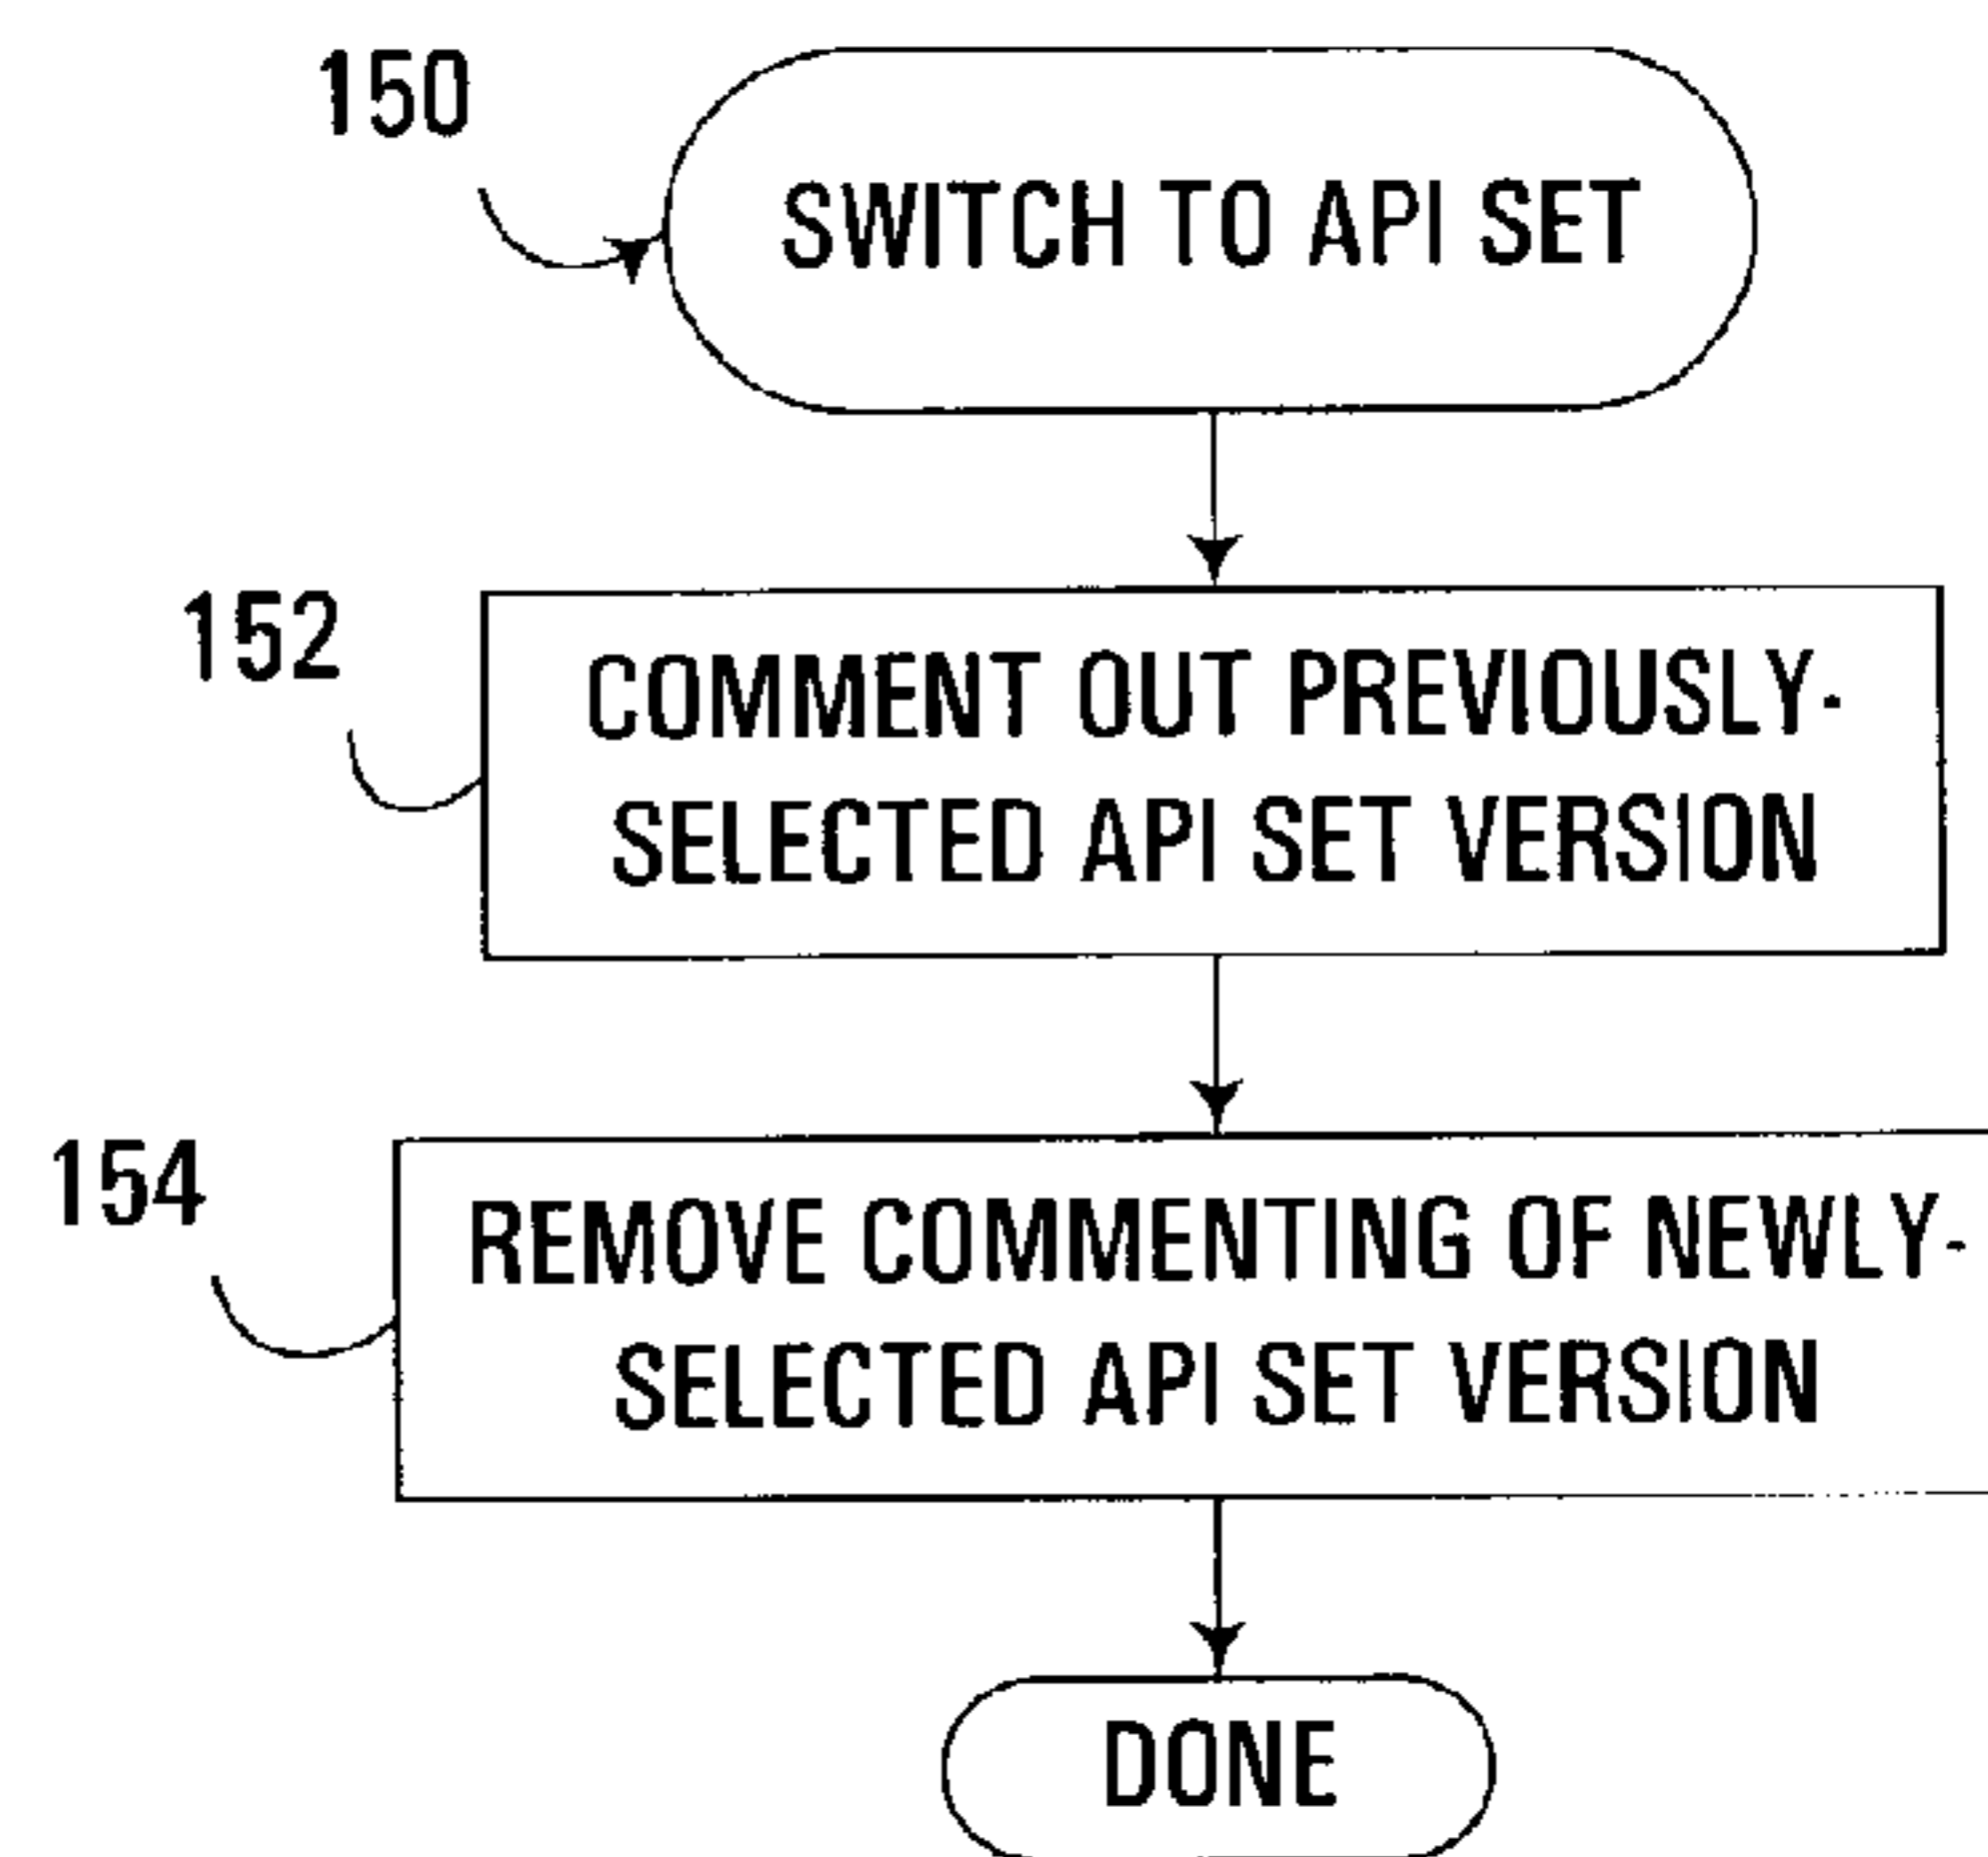 150
SWITCH TO API SET
152
COMMENT OUT PREVIOUSLY-
SELECTED API SET VERSION
154
REMOVE COMMENTING OF NEWLY-
SELECTED API SET VERSION
DONE